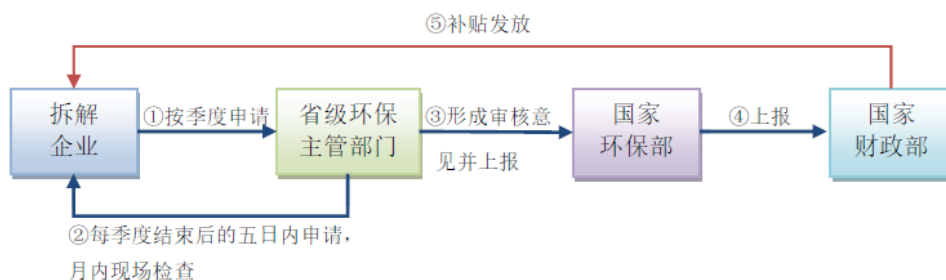 ⑤补贴发放
拆解
企业
①按季度申请
省级环保
主管部门
③形成审核意
见并上报
国家
环保部
④上报
国家
财政部
②每季度结束后的五日内申请，
月内现场检查